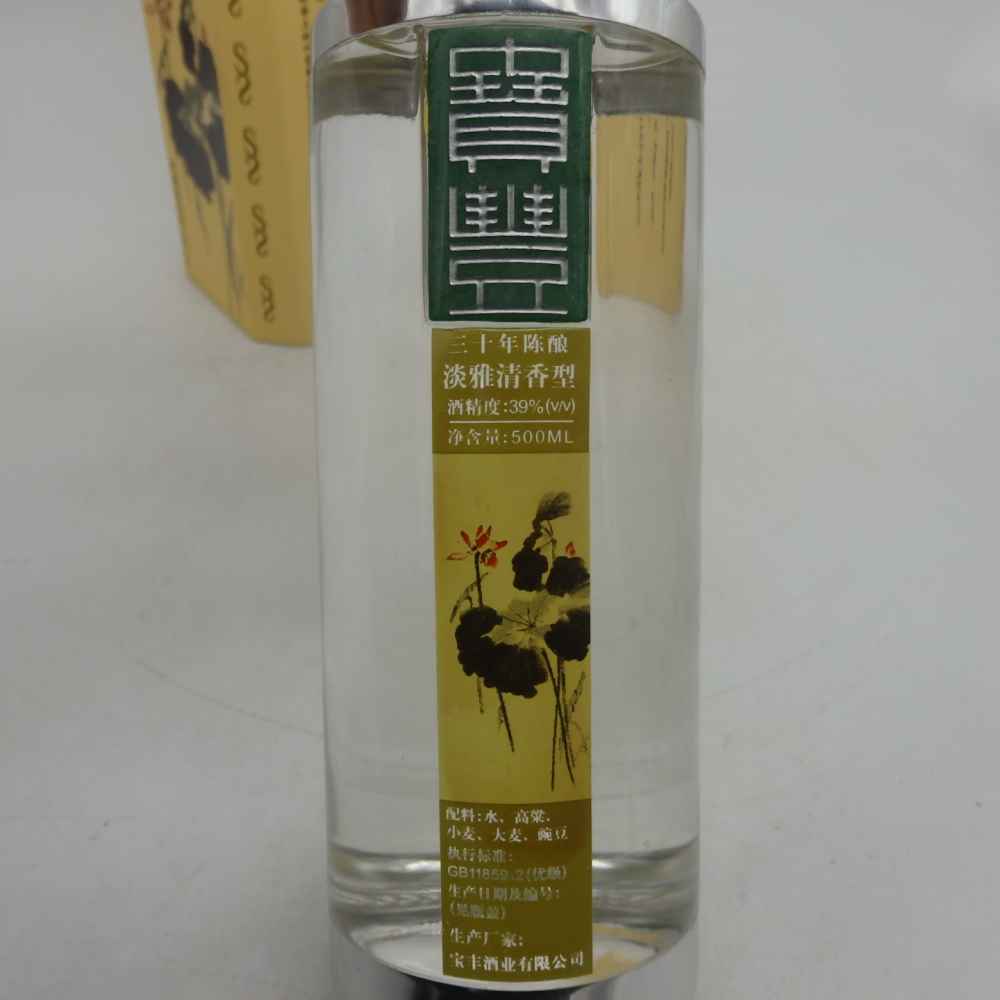 寶豐
三十年陈酿
淡雅清香型
酒精度:39%(v/v)
净含量:500ML
配料:水、高粱、
小麦、大麦、豌豆
执行标准:
GB11859.2(优级)
生产日期及编号:
(见瓶盖)
生产厂家:
宝丰酒业有限公司